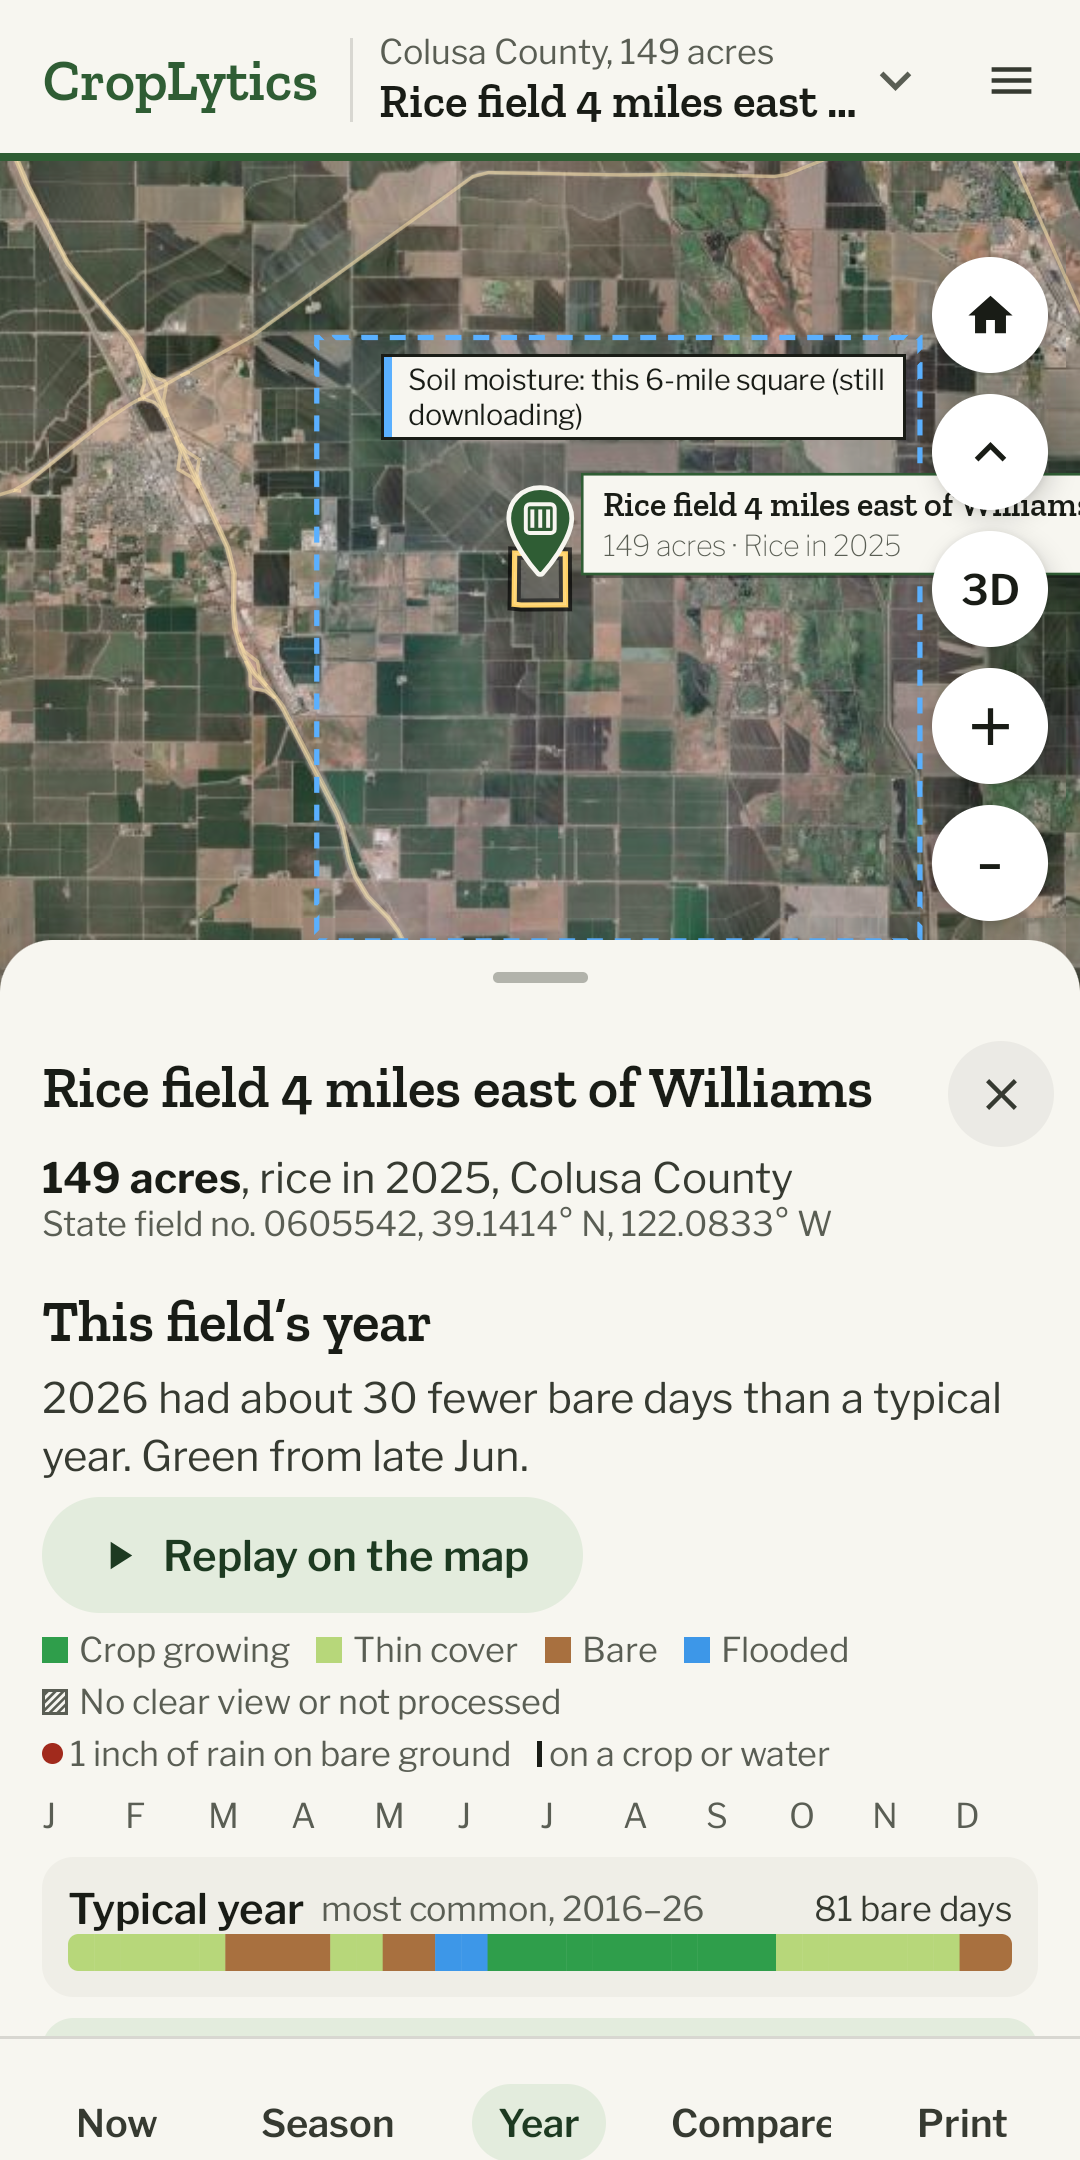 CropLytics
Colusa County, 149 acres
Rice field 4 miles east ...
Soil moisture: this 6-mile square (still
downloading)
Rice field 4 miles east of Williams
149 acres · Rice in 2025
3D
+
-
Rice field 4 miles east of Williams
149 acres, rice in 2025, Colusa County
State field no. 0605542, 39.1414° N, 122.0833° W
This field’s year
2026 had about 30 fewer bare days than a typical
year. Green from late Jun.
Replay on the map
Crop growing Thin cover Bare Flooded
No clear view or not processed
1 inch of rain on bare ground on a crop or water
J F M A M J J A S O N D
Typical year most common, 2016–26 81 bare days
Now Season Year Compare Print